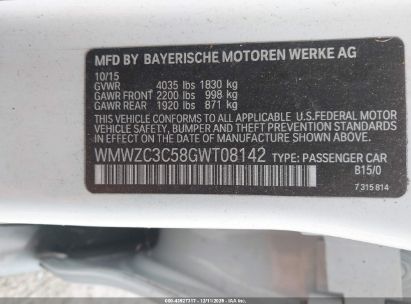 MFD BY BAYERISCHE MOTOREN WERKE AG
10/15
GVWR 4035 lbs 1830 kg
GAWR FRONT 2200 lbs 998 kg
GAWR REAR 1920 lbs 871 kg
THIS VEHICLE CONFORMS TO ALL APPLICABLE U.S.FEDERAL MOTOR
VEHICLE SAFETY, BUMPER, AND THEFT PREVENTION STANDARDS
IN EFFECT ON THE DATE OF MANUFACTURE SHOWN ABOVE.
WMWZC3C58GWT08142 TYPE: PASSENGER CAR
815/0
7 315 814